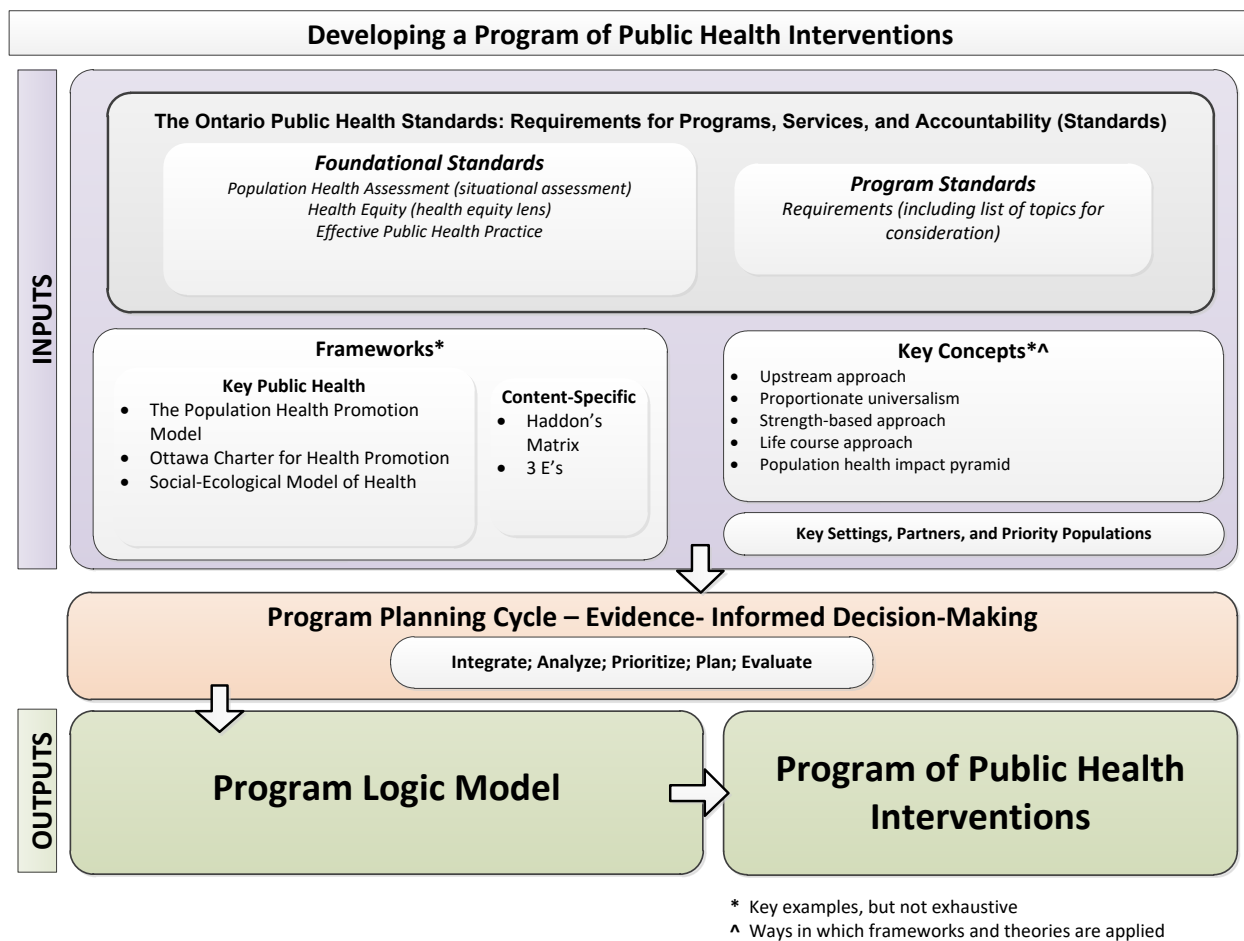 Developing a Program of Public Health Interventions
INPUTS
The Ontario Public Health Standards: Requirements for Programs, Services, and Accountability (Standards)
Foundational Standards
Population Health Assessment (situational assessment)
Health Equity (health equity lens)
Effective Public Health Practice
Program Standards
Requirements (including list of topics for
consideration)
Frameworks*
Key Public Health
• The Population Health Promotion
Model
• Ottawa Charter for Health Promotion
• Social-Ecological Model of Health
Content-Specific
• Haddon's
Matrix
• 3 E's
Key Concepts*^
• Upstream approach
• Proportionate universalism
• Strength-based approach
• Life course approach
• Population health impact pyramid
Key Settings, Partners, and Priority Populations
Program Planning Cycle – Evidence- Informed Decision-Making
Integrate; Analyze; Prioritize; Plan; Evaluate
OUTPUTS
Program Logic Model
Program of Public Health
Interventions
* Key examples, but not exhaustive
^ Ways in which frameworks and theories are applied